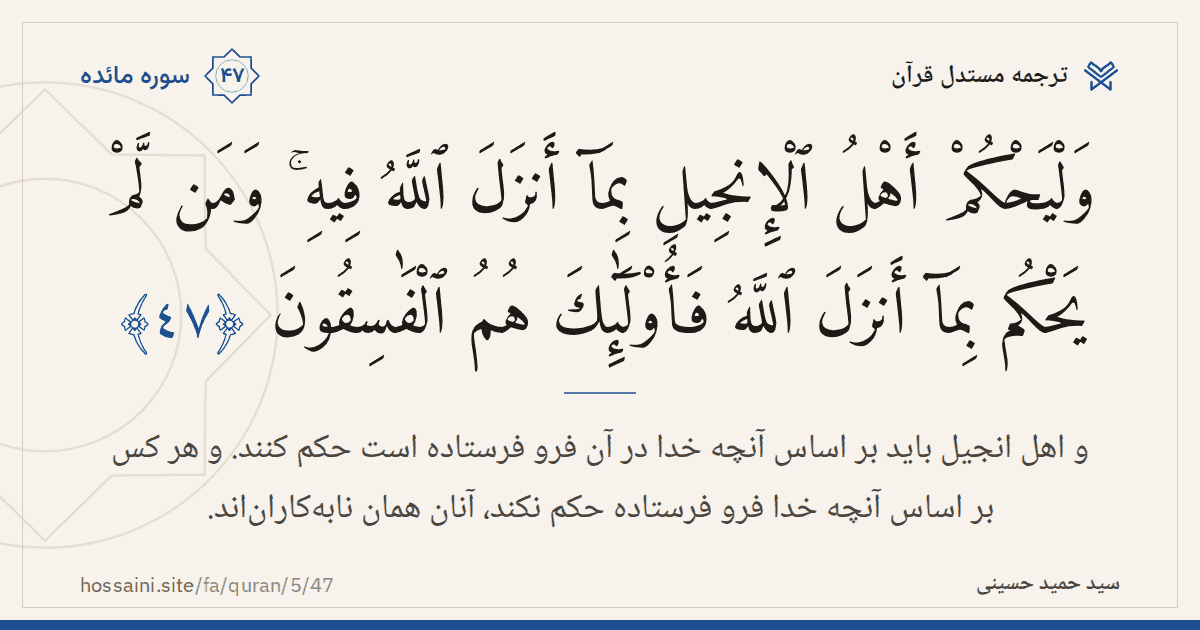 ترجمه مستدل قرآن
۴۷ سوره مائده
وَلْيَحْكُمْ أَهْلُ ٱلْإِنجِيلِ بِمَآ أَنزَلَ ٱللَّهُ فِيهِ ۚ وَمَن لَّمْ
يَحْكُم بِمَآ أَنزَلَ ٱللَّهُ فَأُو۟لَـٰٓئِكَ هُمُ ٱلْفَـٰسِقُونَ ﴿٤٧﴾
و اهل انجیل باید بر اساس آنچه خدا در آن فرو فرستاده است حکم کنند. و هر کس
بر اساس آنچه خدا فرو فرستاده حکم نکند، آنان همان نابه‌کاران‌اند.
سید حمید حسینی
hossaini.site/fa/quran/5/47